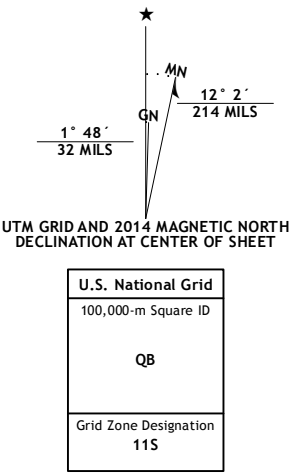 ★
MN
GN
12° 2´
214 MILS
1° 48´
32 MILS
UTM GRID AND 2014 MAGNETIC NORTH
DECLINATION AT CENTER OF SHEET
U.S. National Grid
100,000-m Square ID
QB
Grid Zone Designation
11S